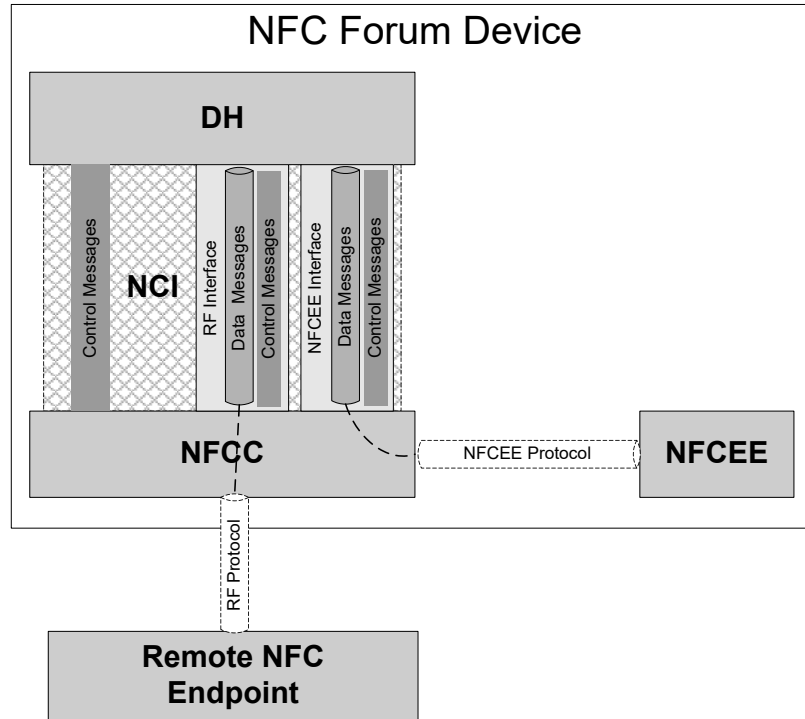 NFC Forum Device
DH
Control Messages
NCI
RF Interface
Data Messages
Control Messages
NFCEE Interface
Data Messages
Control Messages
NFCC
NFCEE Protocol
NFCEE
RF Protocol
Remote NFC
Endpoint